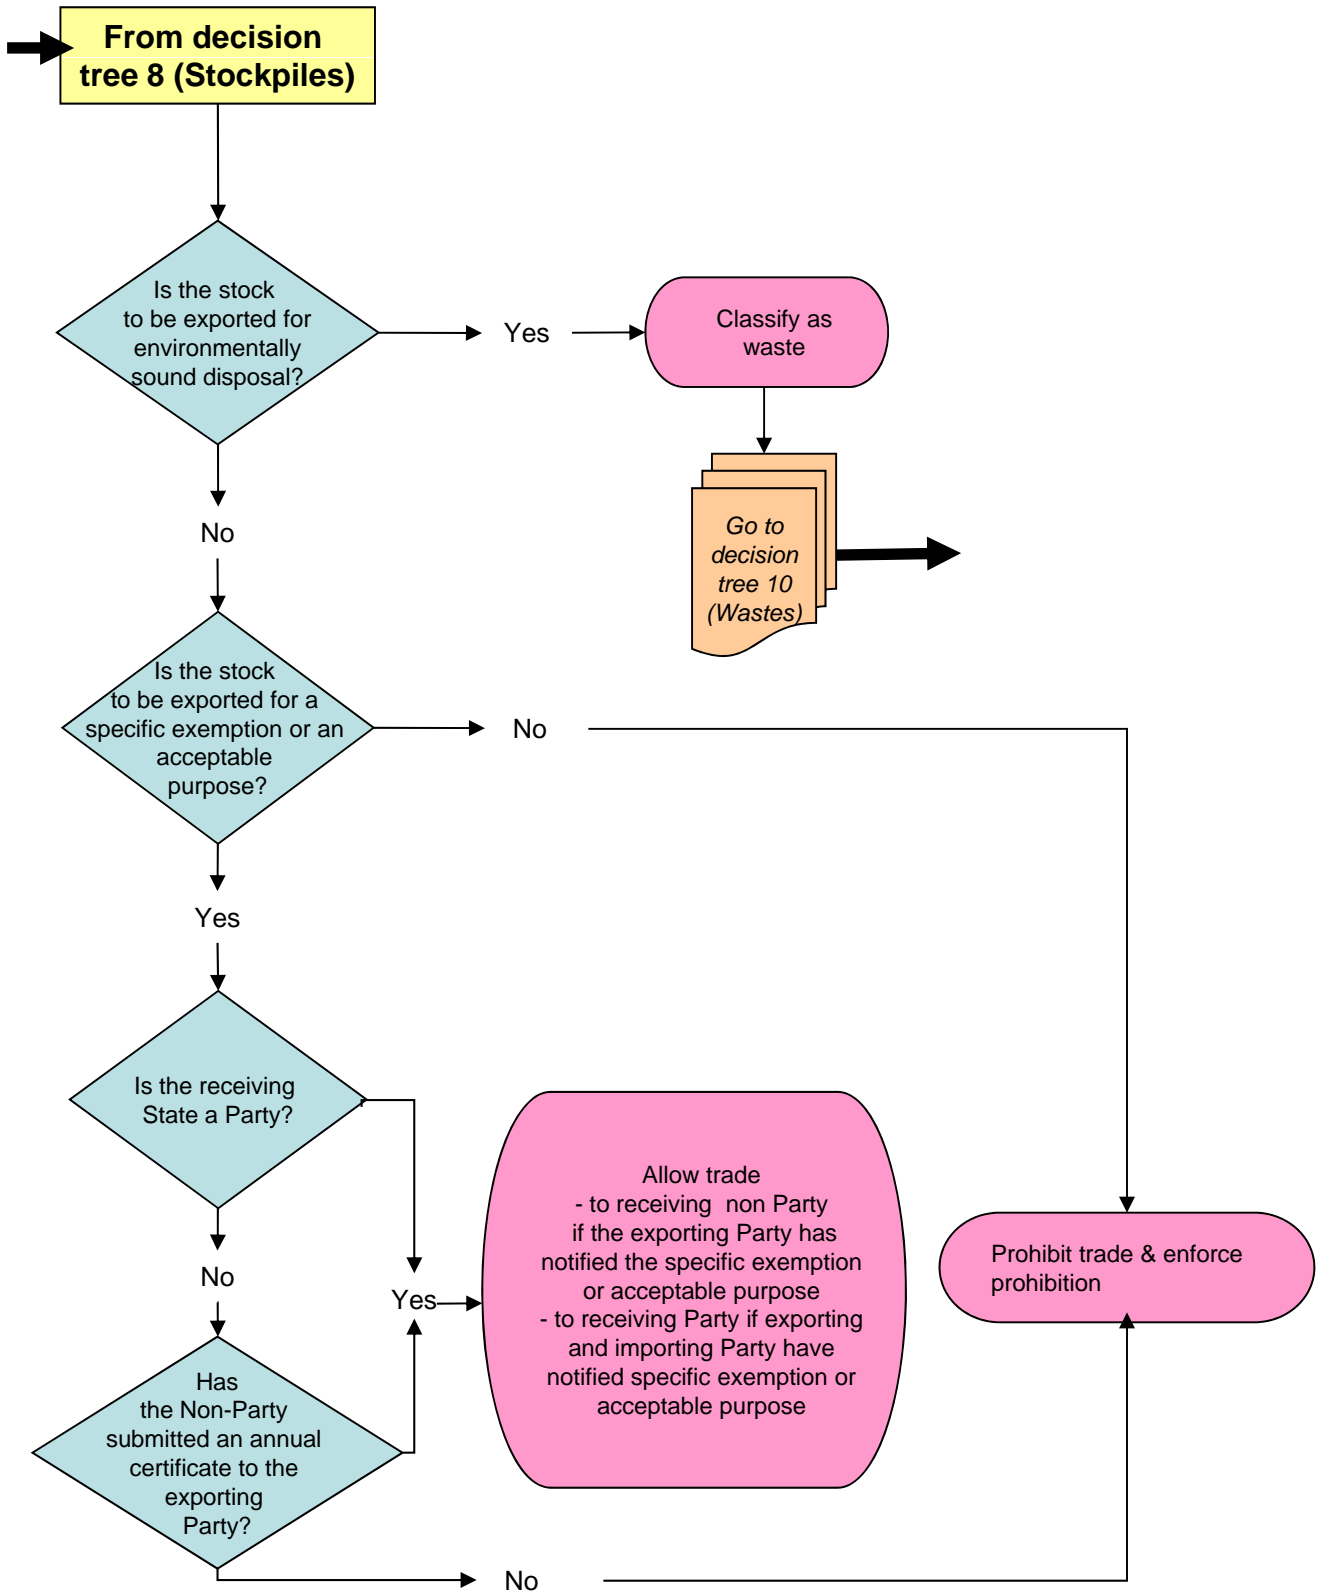 From decision
tree 8 (Stockpiles)
Is the stock
to be exported for
environmentally
sound disposal?
Yes
Classify as
waste
Go to
decision
tree 10
(Wastes)
No
Is the stock
to be exported for a
specific exemption or an
acceptable
purpose?
No
Yes
Is the receiving
State a Party?
No
Yes
Allow trade
- to receiving  non Party
if the exporting Party has
notified the specific exemption
or acceptable purpose
- to receiving Party if exporting
and importing Party have
notified specific exemption or
acceptable purpose
Prohibit trade & enforce
prohibition
Has
the Non-Party
submitted an annual
certificate to the
exporting
Party?
No